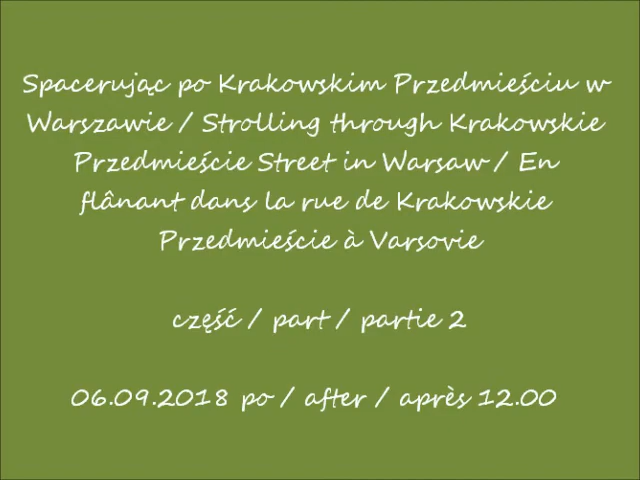 Spacerując po Krakowskim Przedmieściu w
Warszawie / Strolling through Krakowskie
Przedmieście Street in Warsaw / En
flânant dans la rue de Krakowskie
Przedmieście à Varsovie
część / part / partie 2
06.09.2018 po / after / après 12.00